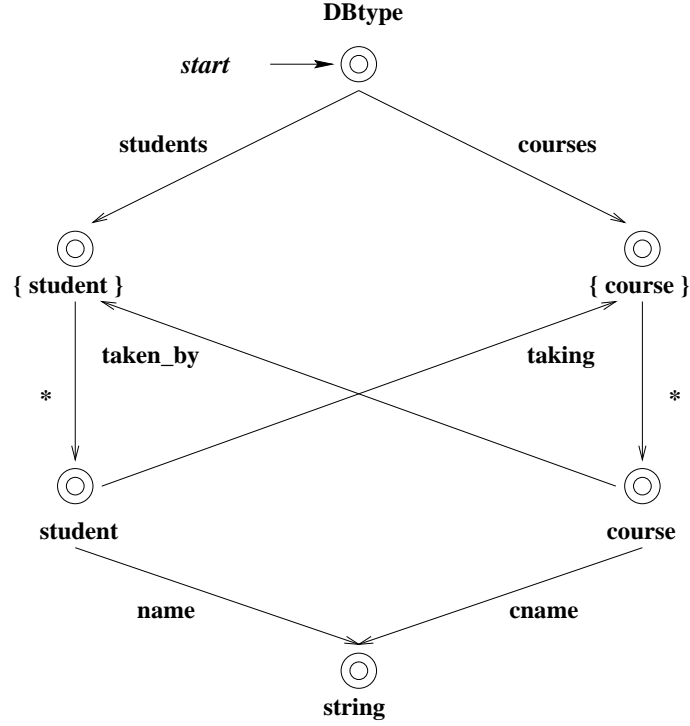 DBtype
start
students
courses
{ student }
{ course }
taken_by
taking
*
*
student
course
name
cname
string